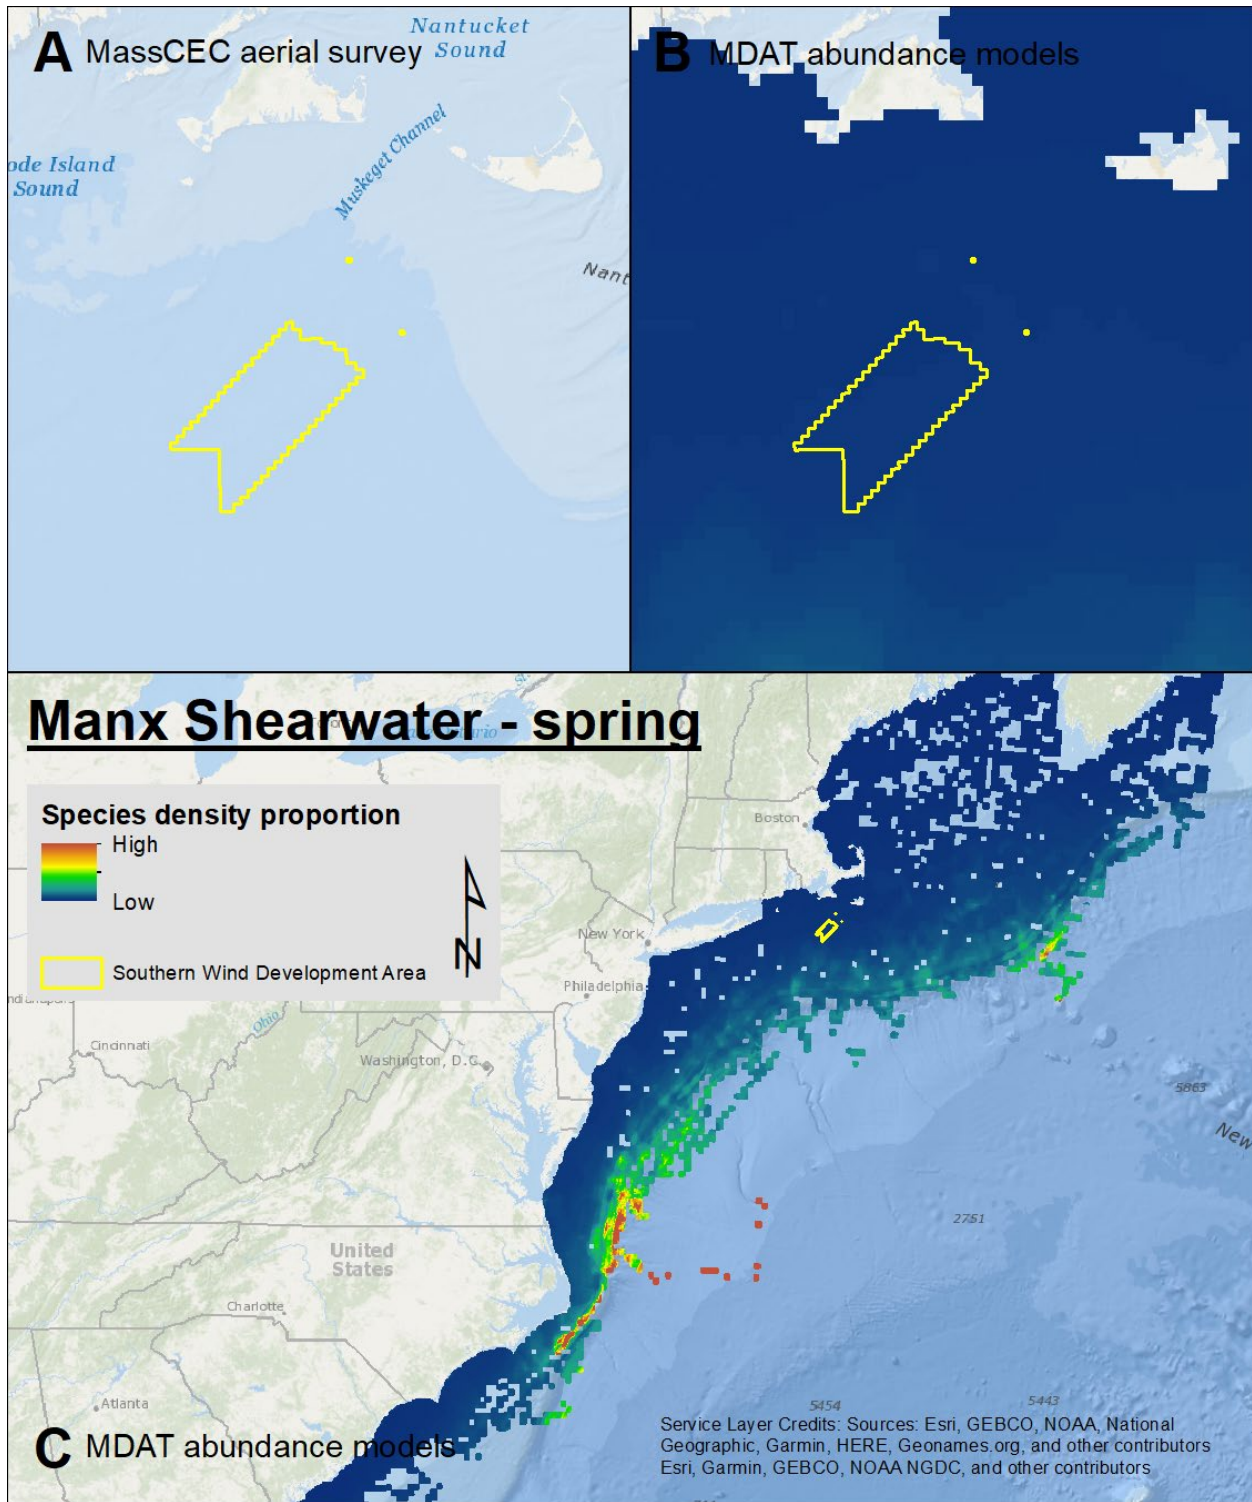 A MassCEC aerial survey
Nantucket
Sound
Muskeget Channel
ode Island
Sound
Nant
B MDAT abundance models
Manx Shearwater - spring
Species density proportion
High
Low
N
Southern Wind Development Area
Boston
New York
Philadelphia
Ohio
Cincinnati
Washington, D.C.
United
States
Charlotte
Atlanta
5863
New
2751
5454
5443
C MDAT abundance models
Service Layer Credits: Sources: Esri, GEBCO, NOAA, National
Geographic, Garmin, HERE, Geonames.org, and other contributors
Esri, Garmin, GEBCO, NOAA NGDC, and other contributors